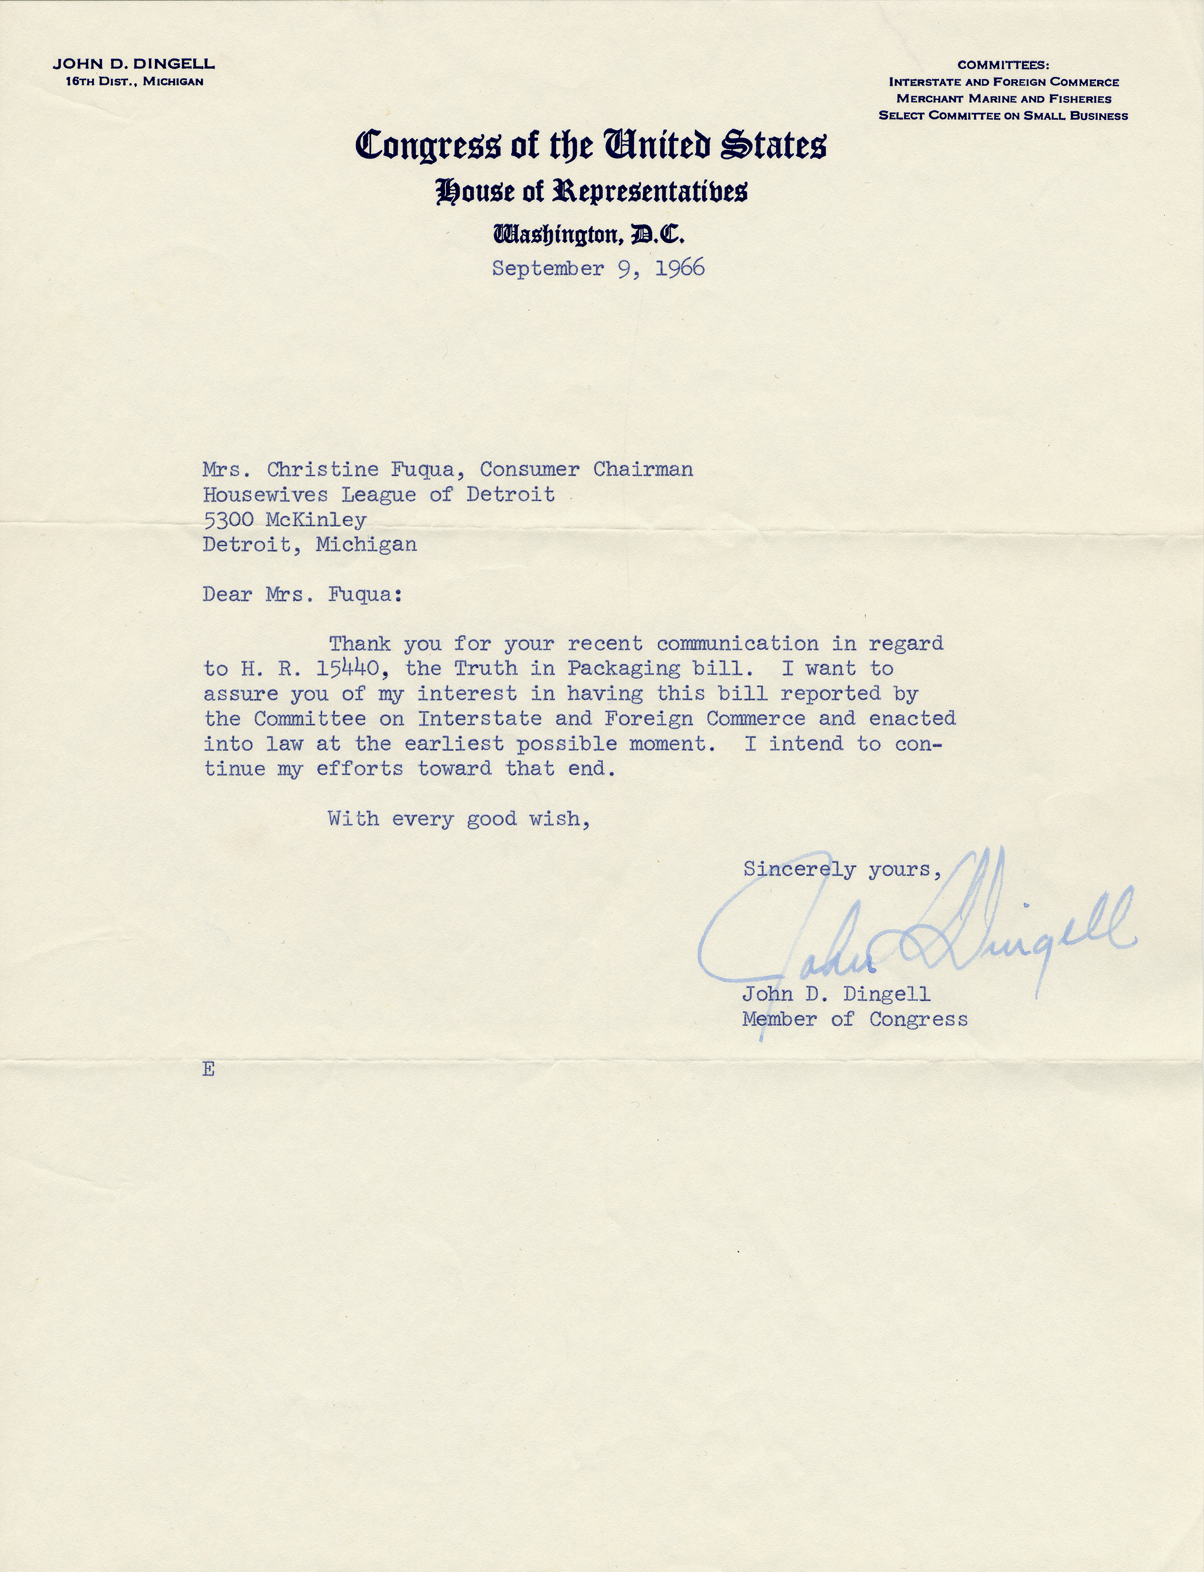 JOHN D. DINGELL
16TH DIST., MICHIGAN
COMMITTEES:
INTERSTATE AND FOREIGN COMMERCE
MERCHANT MARINE AND FISHERIES
SELECT COMMITTEE ON SMALL BUSINESS
Congress of the United States
House of Representatives
Washington, D.C.
September 9, 1966
Mrs. Christine Fuqua, Consumer Chairman
Housewives League of Detroit
5300 McKinley
Detroit, Michigan
Dear Mrs. Fuqua:
Thank you for your recent communication in regard
to H. R. 15440, the Truth in Packaging bill. I want to
assure you of my interest in having this bill reported by
the Committee on Interstate and Foreign Commerce and enacted
into law at the earliest possible moment. I intend to con-
tinue my efforts toward that end.
With every good wish,
Sincerely yours,
John D Dingell
John D. Dingell
Member of Congress
E